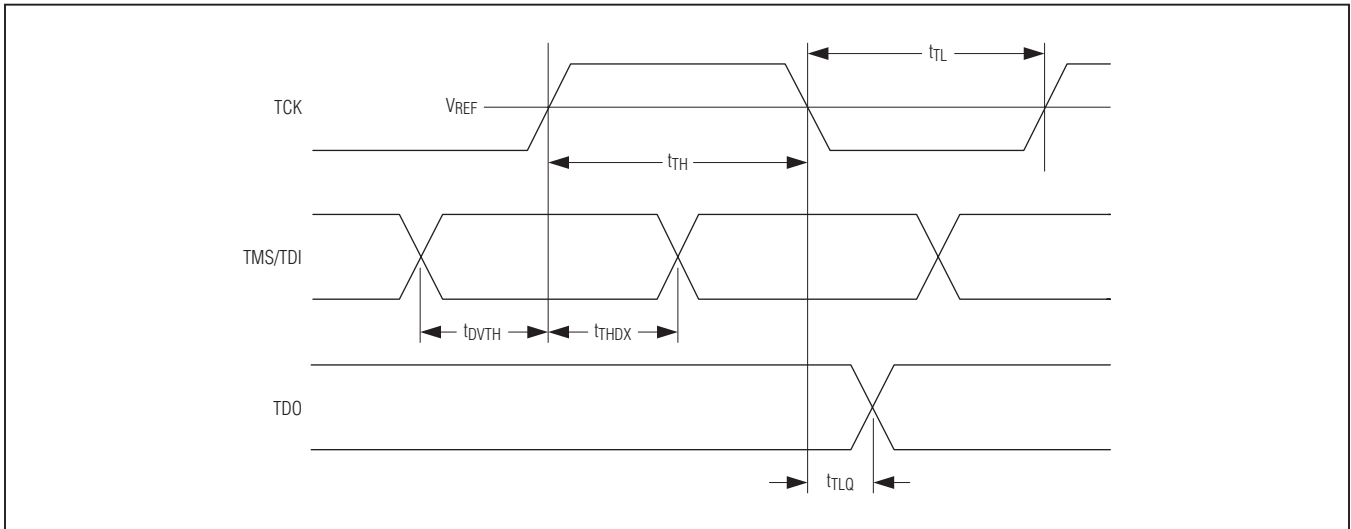 tTL
TCK
VREF
tTH
TMS/TDI
tDVTH
tTHDX
TDO
tTLQ